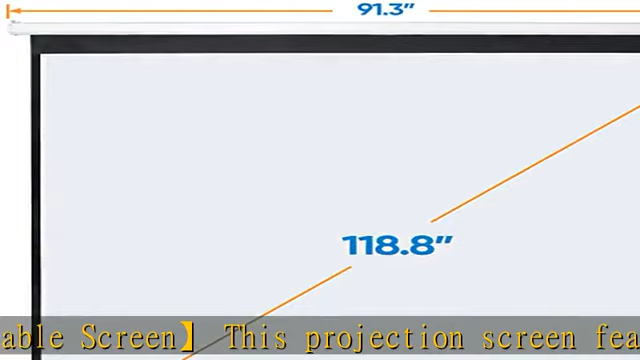 91.3”
118.8”
able Screen】 This projection screen fea